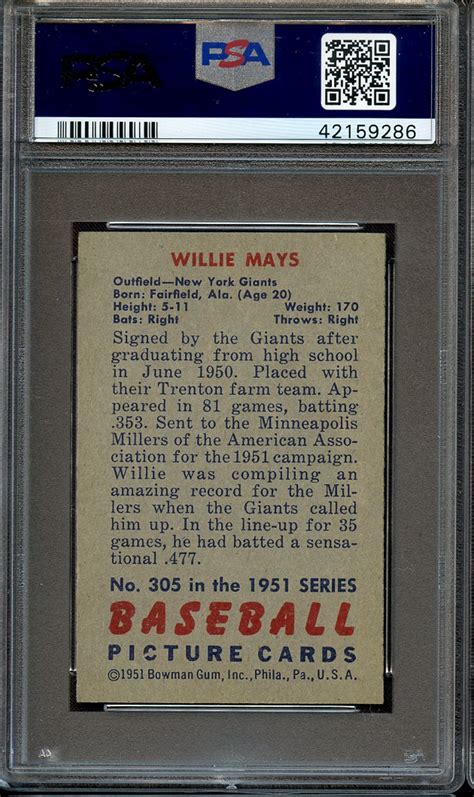 PSA
PSA
42159286
WILLIE MAYS
Outfield—New York Giants
Born: Fairfield, Ala. (Age 20)
Height: 5-11 Weight: 170
Bats: Right Throws: Right
Signed by the Giants after
graduating from high school
in June 1950. Placed with
their Trenton farm team. Ap-
peared in 81 games, batting
.353. Sent to the Minneapolis
Millers of the American Asso-
ciation for the 1951 campaign.
Willie was compiling an
amazing record for the Mil-
lers when the Giants called
him up. In the line-up for 35
games, he had batted a sensa-
tional .477.
No. 305 in the 1951 SERIES
BASEBALL
PICTURE CARDS
©1951 Bowman Gum, Inc., Phila., Pa., U. S. A.